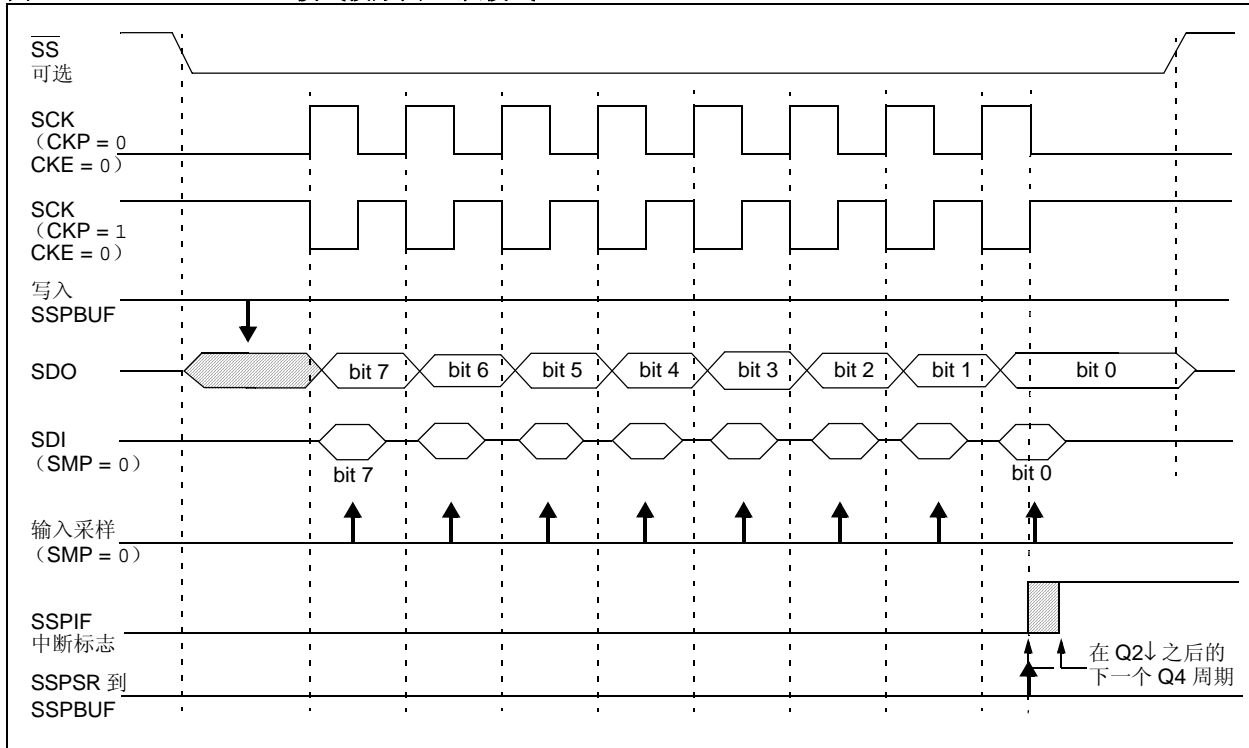 SS
可选
SCK
（CKP = 0
CKE = 0）
SCK
（CKP = 1
CKE = 0）
写入
SSPBUF
SDO
bit 7 bit 6 bit 5 bit 4 bit 3 bit 2 bit 1 bit 0
SDI
（SMP = 0）
bit 7 bit 0
输入采样
（SMP = 0）
SSPIF
中断标志
在 Q2↓ 之后的
下一个 Q4 周期
SSPSR 到
SSPBUF